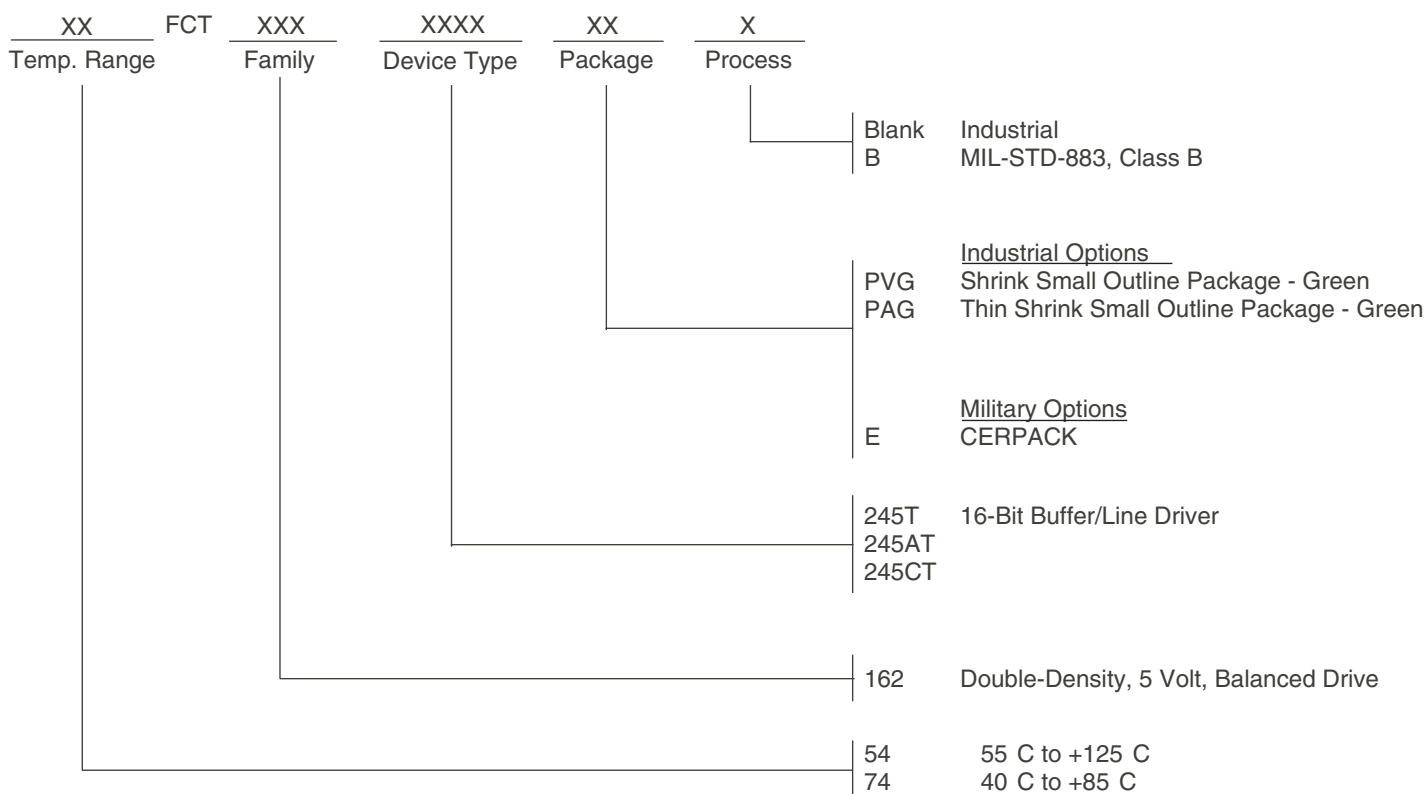 XX FCT XXX XXXX XX X
Temp. Range Family Device Type Package Process
Blank Industrial
B MIL-STD-883, Class B
Industrial Options
PVG Shrink Small Outline Package - Green
PAG Thin Shrink Small Outline Package - Green
Military Options
E CERPACK
245T 16-Bit Buffer/Line Driver
245AT
245CT
162 Double-Density, 5 Volt, Balanced Drive
54 55 C to +125 C
74 40 C to +85 C